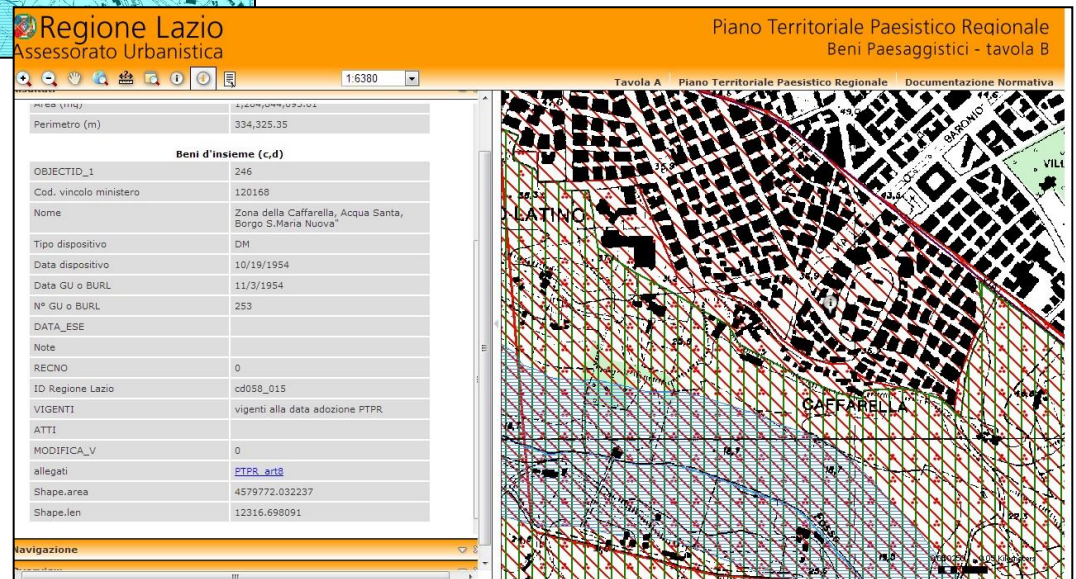 Regione Lazio
Assessorato Urbanistica
Piano Territoriale Paesistico Regionale
Beni Paesaggistici - tavola B
1:6380
Tavola A Piano Territoriale Paesistico Regionale Documentazione Normativa
Perimetro (m) 334,325.35
Beni d'insieme (c,d)
OBJECTID_1 246
Cod. vincolo ministero 120168
Nome Zona della Caffarella, Acqua Santa,
Borgo S.Maria Nuova"
Tipo dispositivo DM
Data dispositivo 10/19/1954
Data GU o BURL 11/3/1954
N° GU o BURL 253
DATA_ESE
Note
RECNO 0
ID Regione Lazio cd058_015
VIGENTI vigenti alla data adozione PTPR
ATTI
MODIFICA_V 0
allegati PTPR_art8
Shape.area 4579772.032237
Shape.len 12316.698091
Navigazione
BARONIO
LATINO
VIA
CAFFARELLA
Fosso